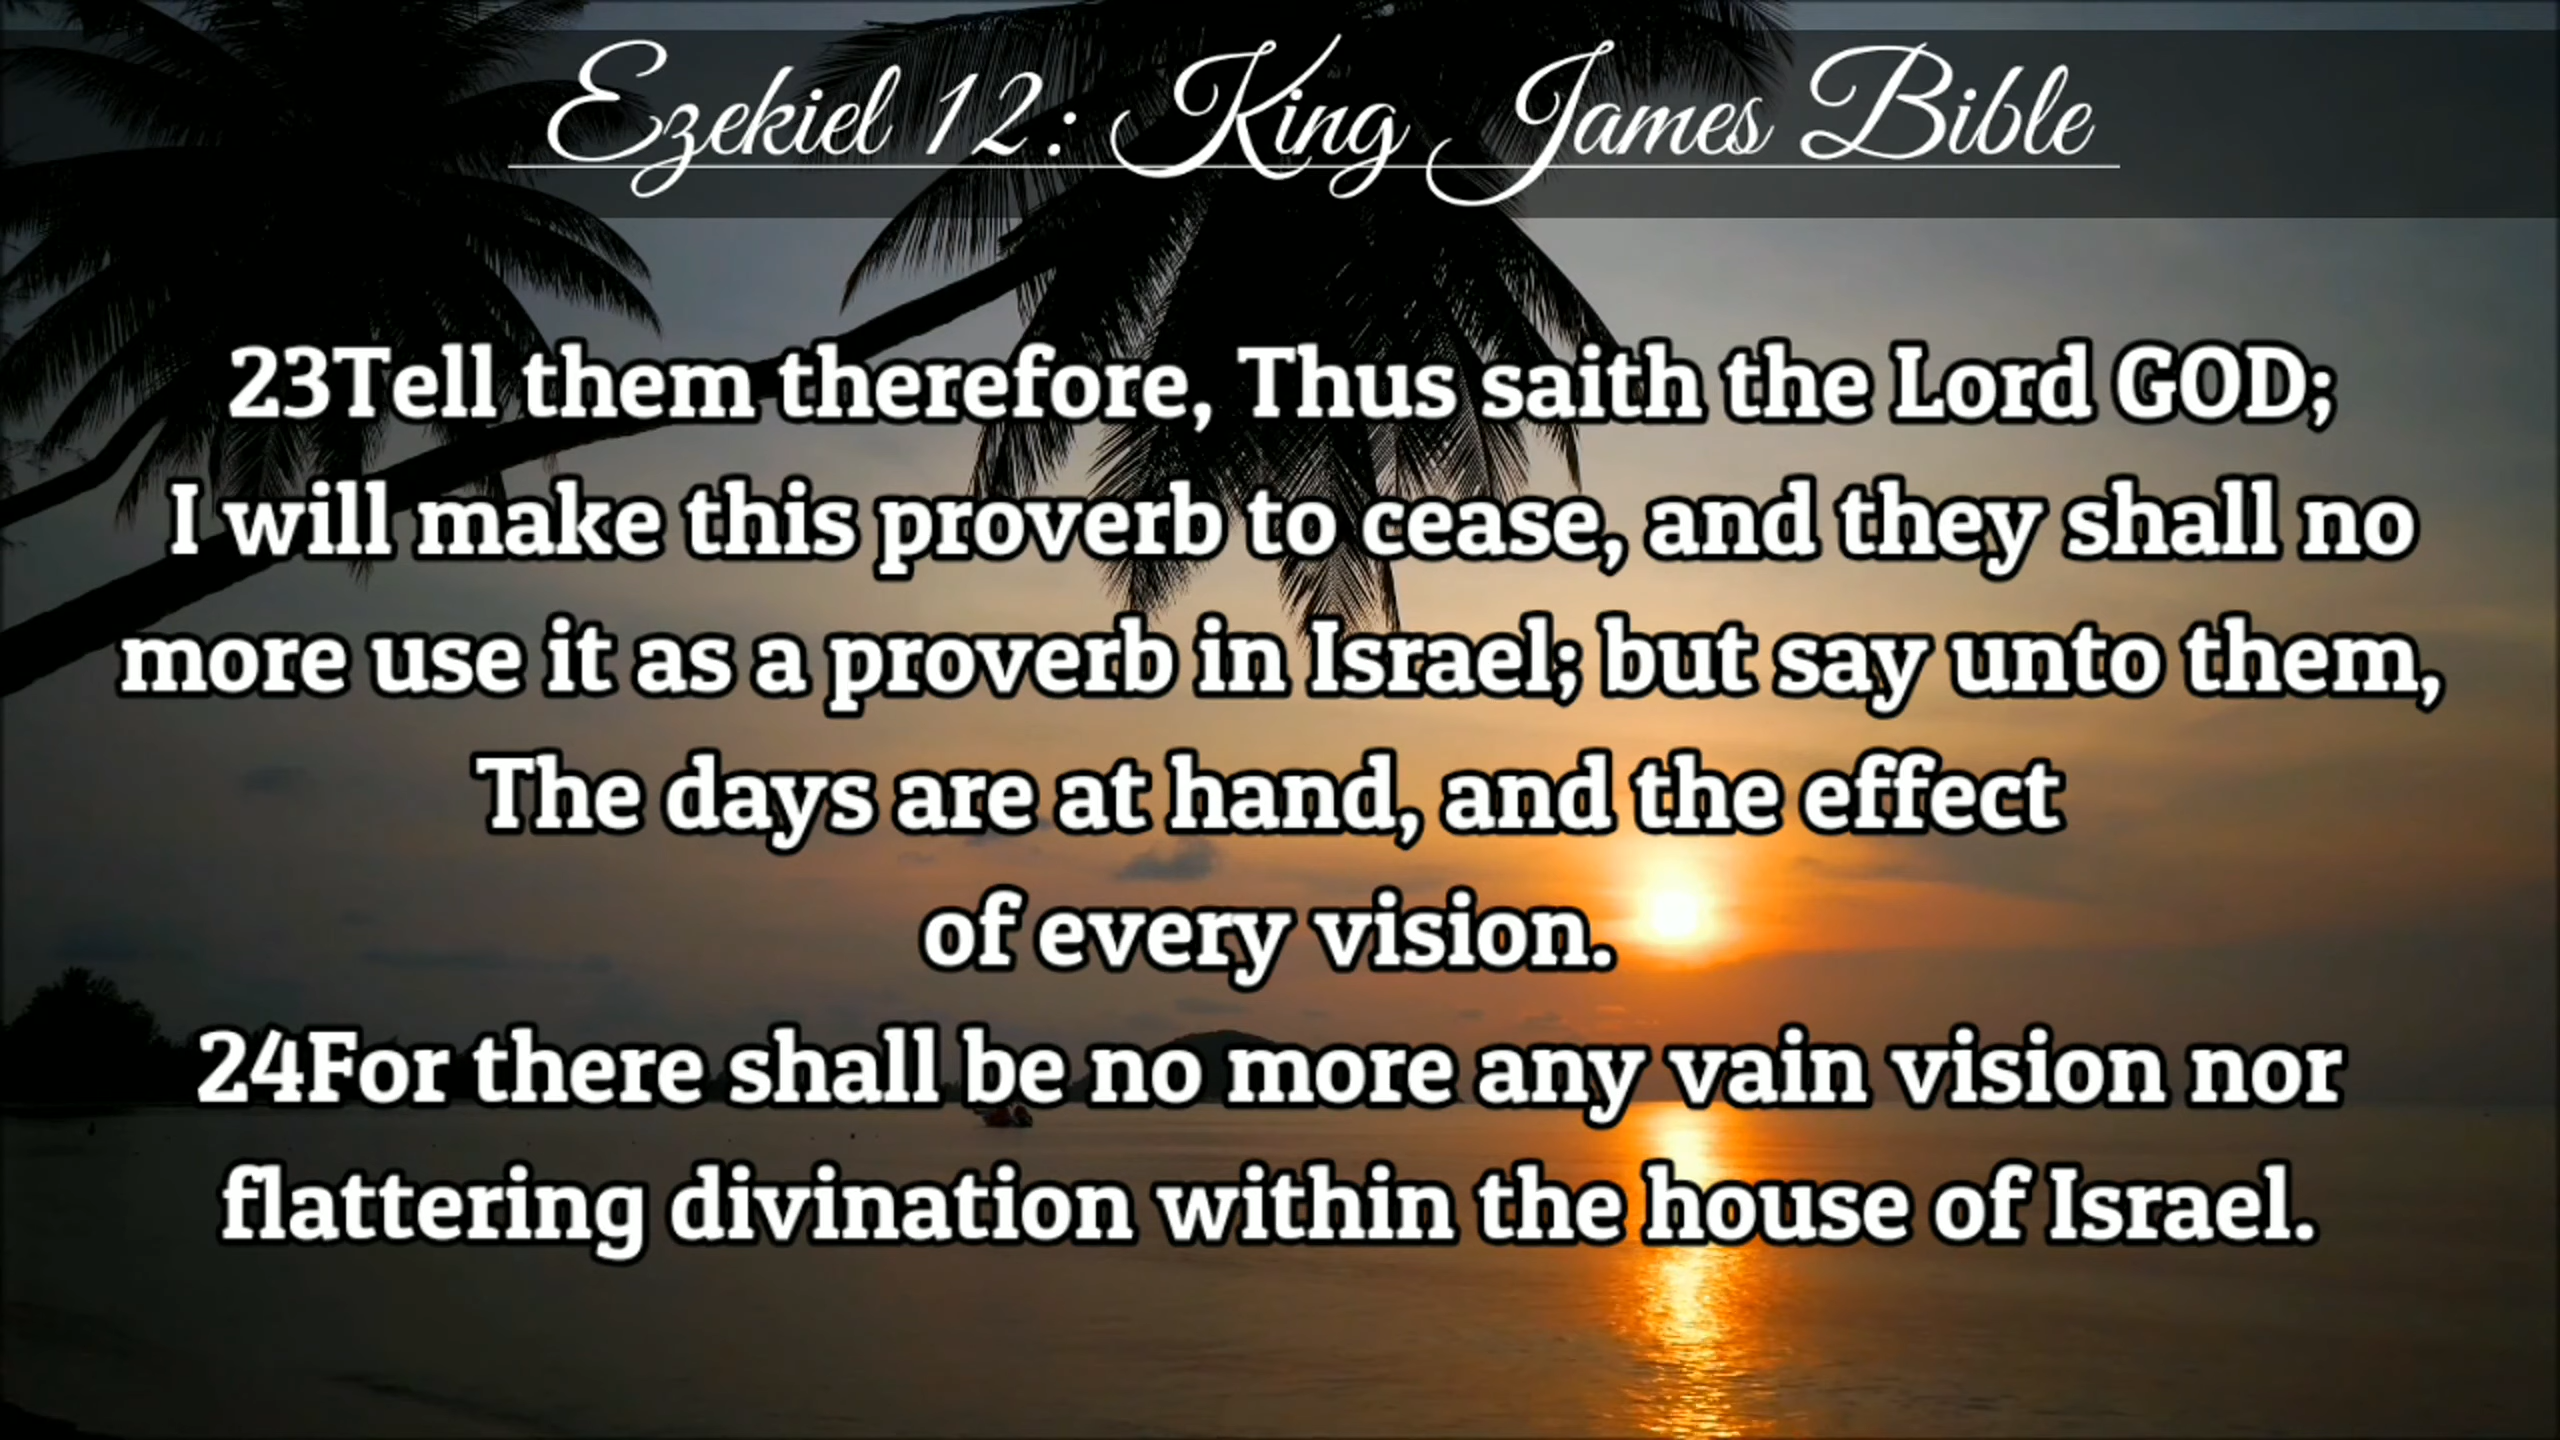 Ezekiel 12: King James Bible
23Tell them therefore, Thus saith the Lord GOD;
I will make this proverb to cease, and they shall no
more use it as a proverb in Israel; but say unto them,
The days are at hand, and the effect
of every vision.
24For there shall be no more any vain vision nor
flattering divination within the house of Israel.